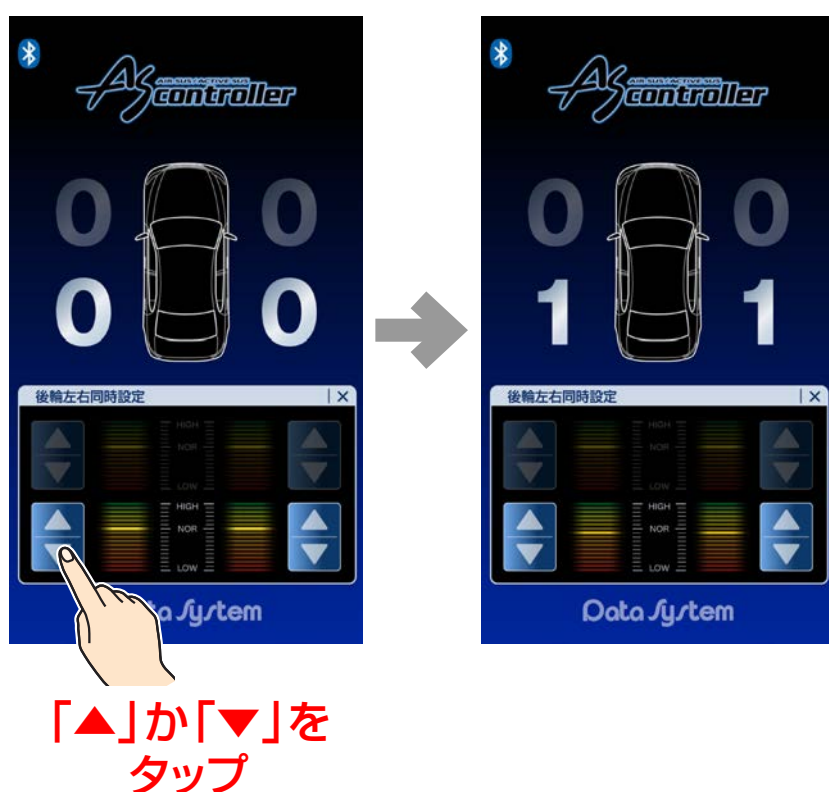 AIR SUS・ACTIVE SUS
AS controller
0 0
0 0
後輪左右同時設定 | ×
▲ HIGH ▲
NOR
▼ LOW ▼
▲ HIGH ▲
NOR
▼ LOW ▼
Data System
「▲」か「▼」を
タップ
AIR SUS・ACTIVE SUS
AS controller
0 0
1 1
後輪左右同時設定 | ×
▲ HIGH ▲
NOR
▼ LOW ▼
▲ HIGH ▲
NOR
▼ LOW ▼
Data System